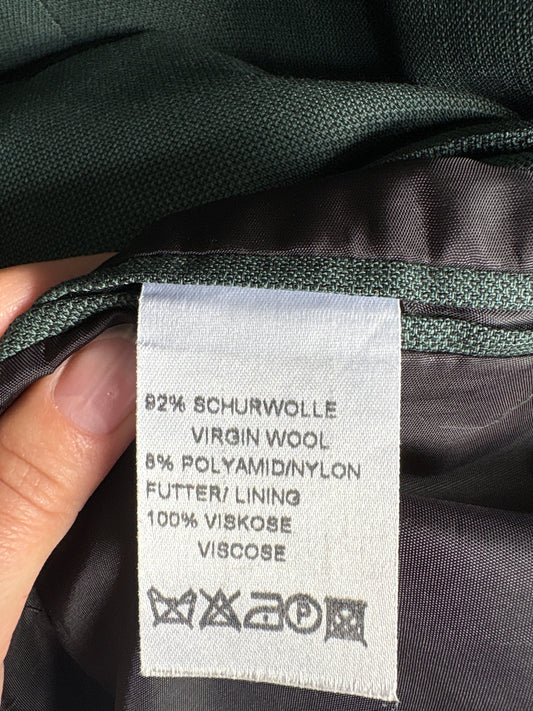 92% SCHURWOLLE
VIRGIN WOOL
8% POLYAMID/NYLON
FUTTER/ LINING
100% VISKOSE
VISCOSE
P